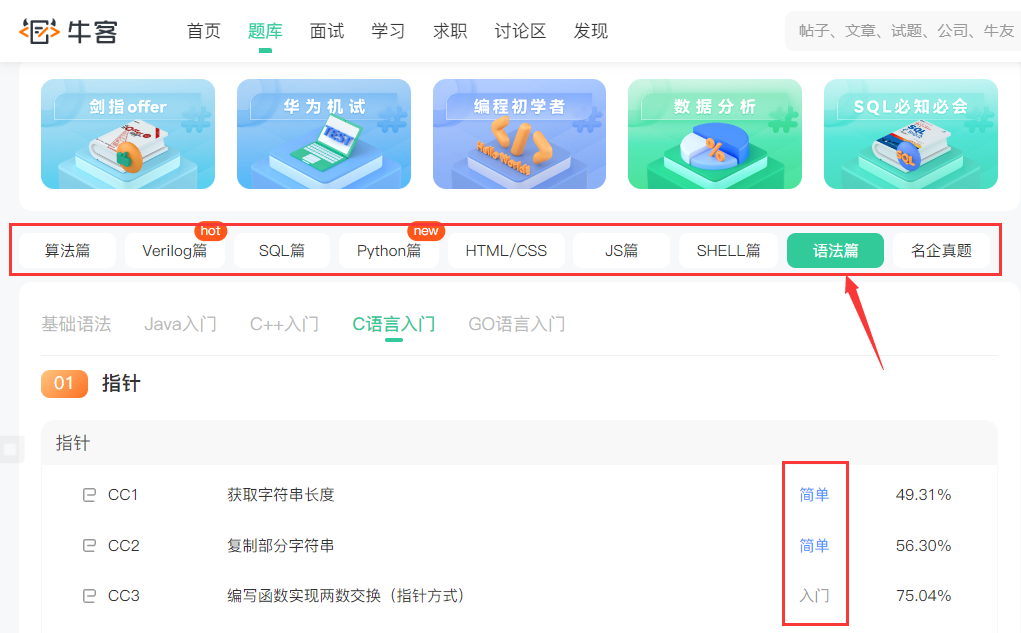 牛客 首页 题库 面试 学习 求职 讨论区 发现 帖子、文章、试题、公司、牛友
剑指offer 华为机试 编程初学者 数据分析 SQL必知必会
TEST </> Hello World! % SQL SQL
hot new
算法篇 Verilog篇 SQL篇 Python篇 HTML/CSS JS篇 SHELL篇 语法篇 名企真题
基础语法 Java入门 C++入门 C语言入门 GO语言入门
01 指针
指针
CC1 获取字符串长度 简单 49.31%
CC2 复制部分字符串 简单 56.30%
CC3 编写函数实现两数交换（指针方式） 入门 75.04%